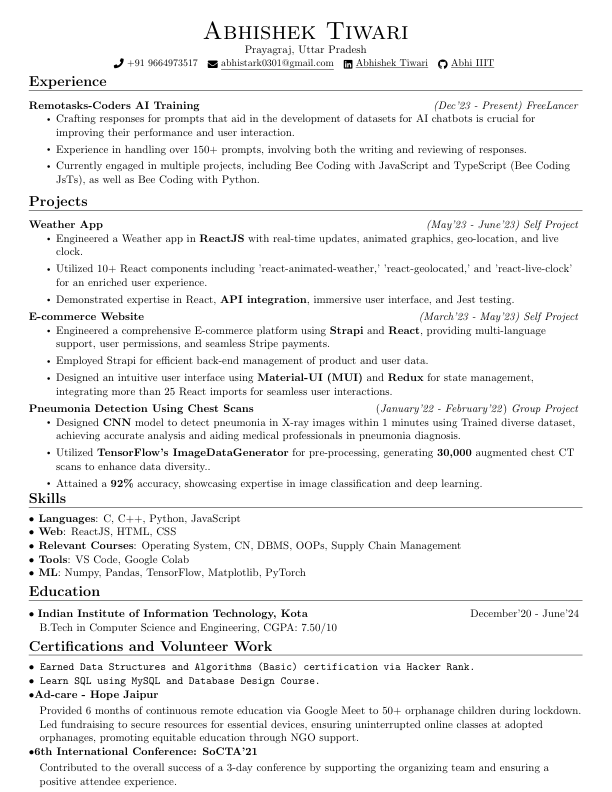 Abhishek Tiwari
Prayagraj, Uttar Pradesh
+91 9664973517 abhistark0301@gmail.com Abhishek Tiwari Abhi IIIT
Experience
Remotasks-Coders AI Training (Dec'23 - Present) FreeLancer
• Crafting responses for prompts that aid in the development of datasets for AI chatbots is crucial for
improving their performance and user interaction.
• Experience in handling over 150+ prompts, involving both the writing and reviewing of responses.
• Currently engaged in multiple projects, including Bee Coding with JavaScript and TypeScript (Bee Coding
JsTs), as well as Bee Coding with Python.
Projects
Weather App (May'23 - June'23) Self Project
• Engineered a Weather app in ReactJS with real-time updates, animated graphics, geo-location, and live
clock.
• Utilized 10+ React components including 'react-animated-weather,' 'react-geolocated,' and 'react-live-clock'
for an enriched user experience.
• Demonstrated expertise in React, API integration, immersive user interface, and Jest testing.
E-commerce Website (March'23 - May'23) Self Project
• Engineered a comprehensive E-commerce platform using Strapi and React, providing multi-language
support, user permissions, and seamless Stripe payments.
• Employed Strapi for efficient back-end management of product and user data.
• Designed an intuitive user interface using Material-UI (MUI) and Redux for state management,
integrating more than 25 React imports for seamless user interactions.
Pneumonia Detection Using Chest Scans (January'22 - February'22) Group Project
• Designed CNN model to detect pneumonia in X-ray images within 1 minutes using Trained diverse dataset,
achieving accurate analysis and aiding medical professionals in pneumonia diagnosis.
• Utilized TensorFlow's ImageDataGenerator for pre-processing, generating 30,000 augmented chest CT
scans to enhance data diversity..
• Attained a 92% accuracy, showcasing expertise in image classification and deep learning.
Skills
• Languages: C, C++, Python, JavaScript
• Web: ReactJS, HTML, CSS
• Relevant Courses: Operating System, CN, DBMS, OOPs, Supply Chain Management
• Tools: VS Code, Google Colab
• ML: Numpy, Pandas, TensorFlow, Matplotlib, PyTorch
Education
• Indian Institute of Information Technology, Kota December'20 - June'24
B.Tech in Computer Science and Engineering, CGPA: 7.50/10
Certifications and Volunteer Work
• Earned Data Structures and Algorithms (Basic) certification via Hacker Rank.
• Learn SQL using MySQL and Database Design Course.
•Ad-care - Hope Jaipur
Provided 6 months of continuous remote education via Google Meet to 50+ orphanage children during lockdown.
Led fundraising to secure resources for essential devices, ensuring uninterrupted online classes at adopted
orphanages, promoting equitable education through NGO support.
•6th International Conference: SoCTA'21
Contributed to the overall success of a 3-day conference by supporting the organizing team and ensuring a
positive attendee experience.